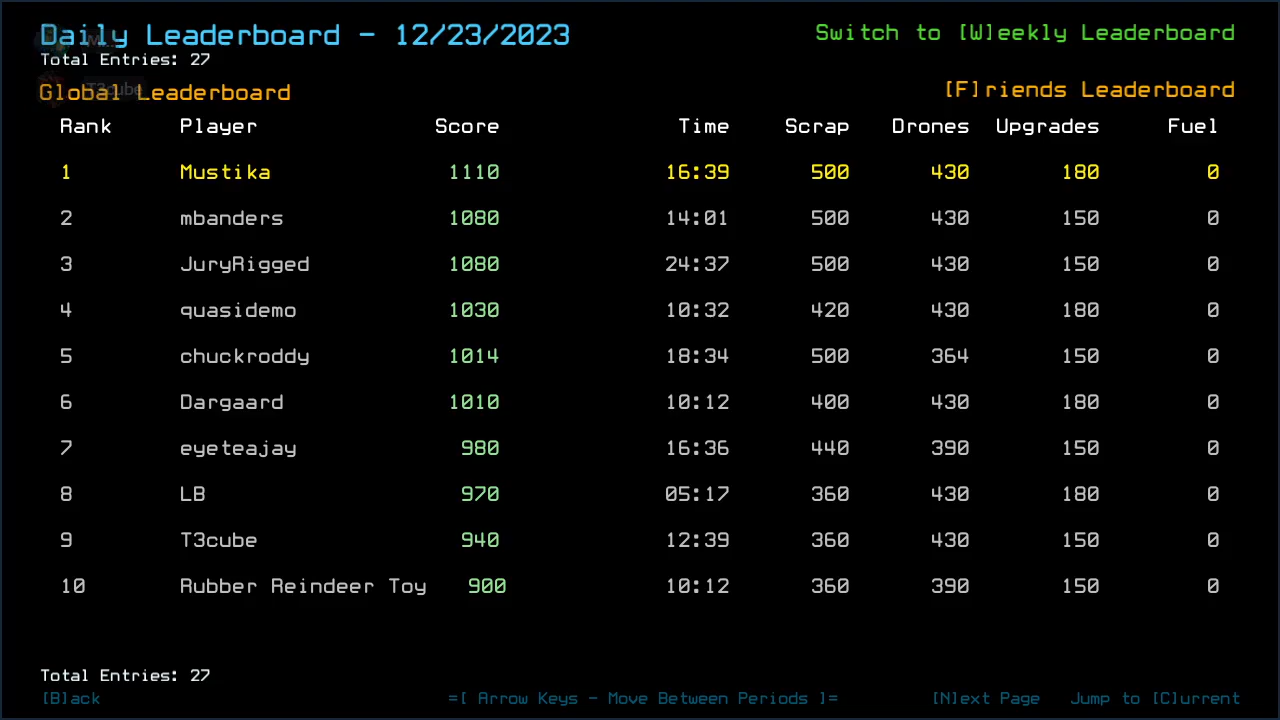 Daily Leaderboard - 12/23/2023
Switch to [W]eekly Leaderboard
Total Entries: 27
T3cube
Global Leaderboard
[F]riends Leaderboard
Rank Player Score Time Scrap Drones Upgrades Fuel
1 Mustika 1110 16:39 500 430 180 0
2 mbanders 1080 14:01 500 430 150 0
3 JuryRigged 1080 24:37 500 430 150 0
4 quasidemo 1030 10:32 420 430 180 0
5 chuckroddy 1014 18:34 500 364 150 0
6 Dargaard 1010 10:12 400 430 180 0
7 eyeteajay 980 16:36 440 390 150 0
8 LB 970 05:17 360 430 180 0
9 T3cube 940 12:39 360 430 150 0
10 Rubber Reindeer Toy 900 10:12 360 390 150 0
Total Entries: 27
[B]ack =[ Arrow Keys - Move Between Periods ]= [N]ext Page Jump to [C]urrent